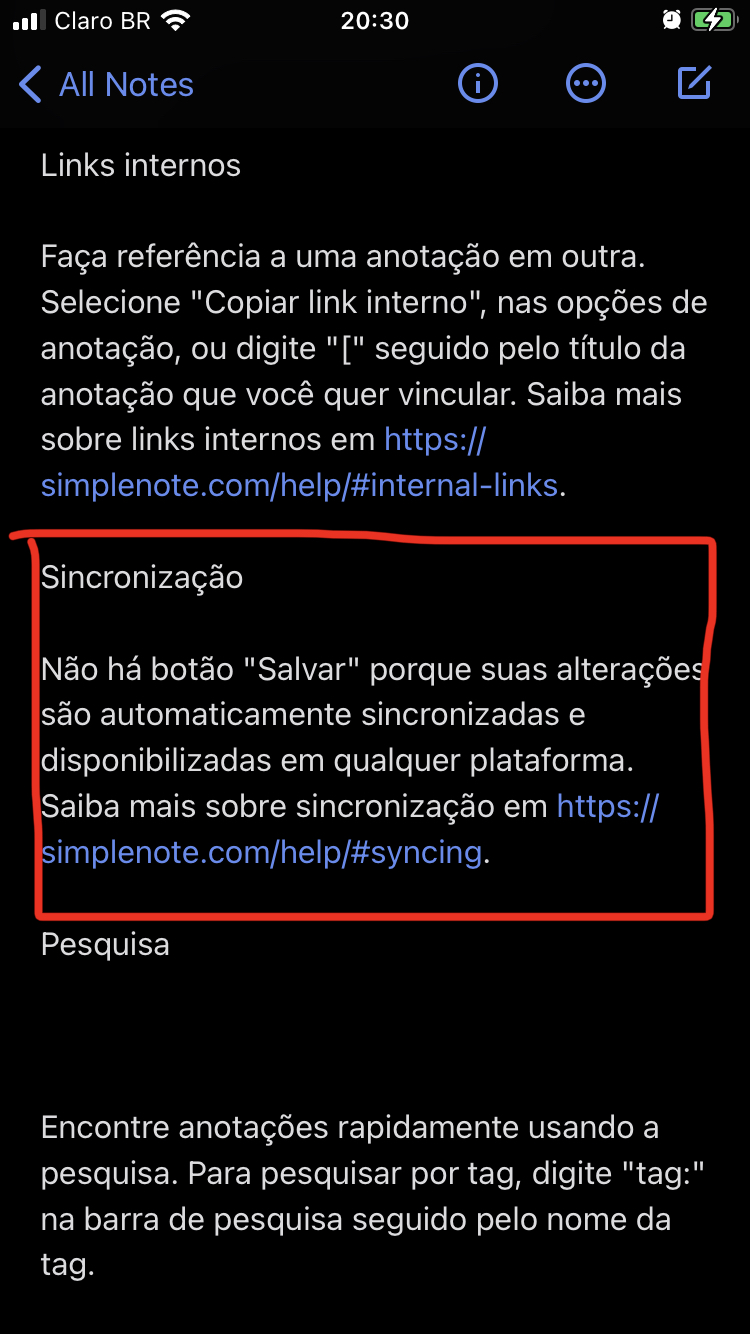 Claro BR
20:30
All Notes
Links internos
Faça referência a uma anotação em outra.
Selecione "Copiar link interno", nas opções de
anotação, ou digite "[" seguido pelo título da
anotação que você quer vincular. Saiba mais
sobre links internos em https://
simplenote.com/help/#internal-links.
Sincronização
Não há botão "Salvar" porque suas alterações
são automaticamente sincronizadas e
disponibilizadas em qualquer plataforma.
Saiba mais sobre sincronização em https://
simplenote.com/help/#syncing.
Pesquisa
Encontre anotações rapidamente usando a
pesquisa. Para pesquisar por tag, digite "tag:"
na barra de pesquisa seguido pelo nome da
tag.